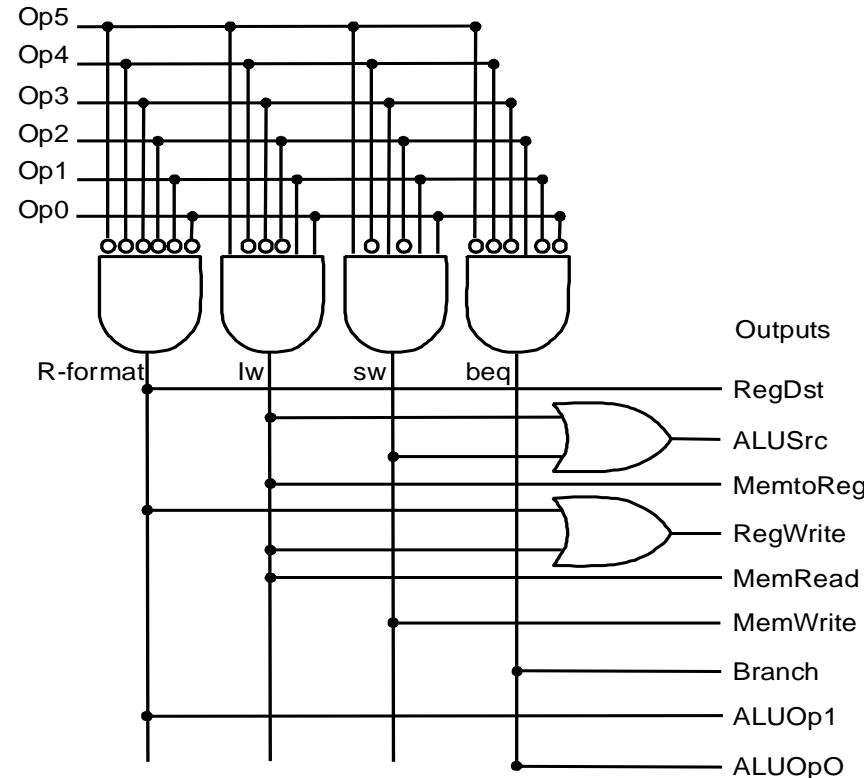 Op5
Op4
Op3
Op2
Op1
Op0
Outputs
R-format
lw
sw
beq
RegDst
ALUSrc
MemtoReg
RegWrite
MemRead
MemWrite
Branch
ALUOp1
ALUOpO